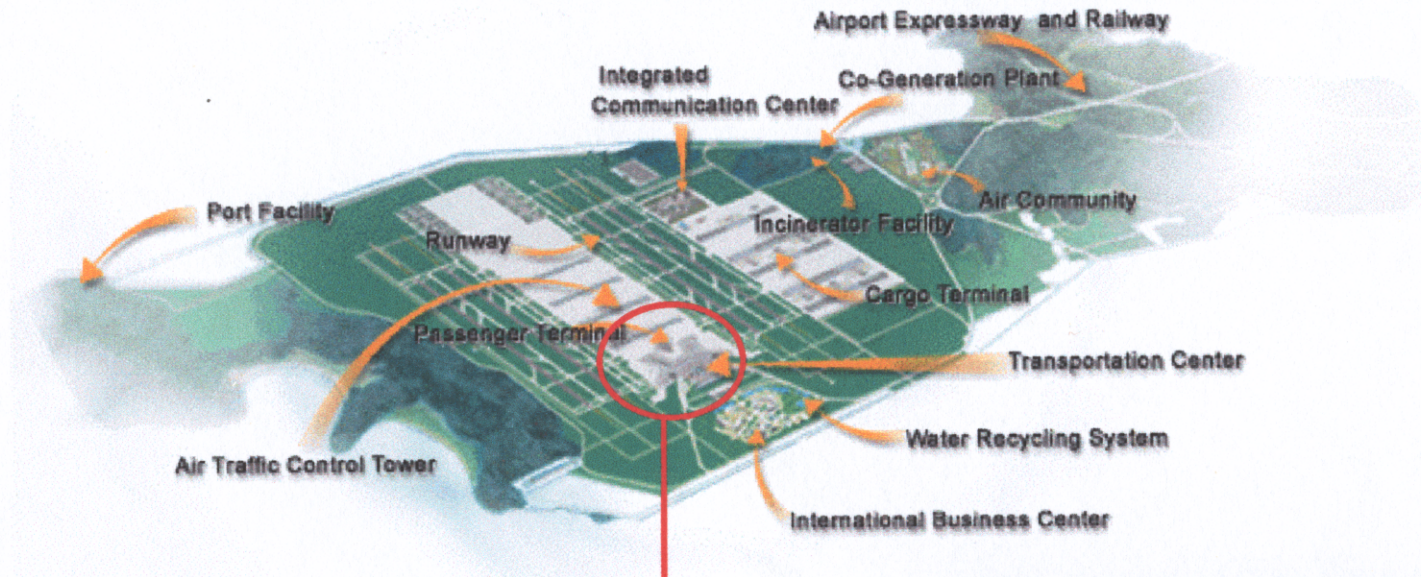 Airport Expressway and Railway
Integrated
Communication Center
Co-Generation Plant
Port Facility
Air Community
Incinerator Facility
Runway
Cargo Terminal
Passenger Terminal
Transportation Center
Water Recycling System
Air Traffic Control Tower
International Business Center